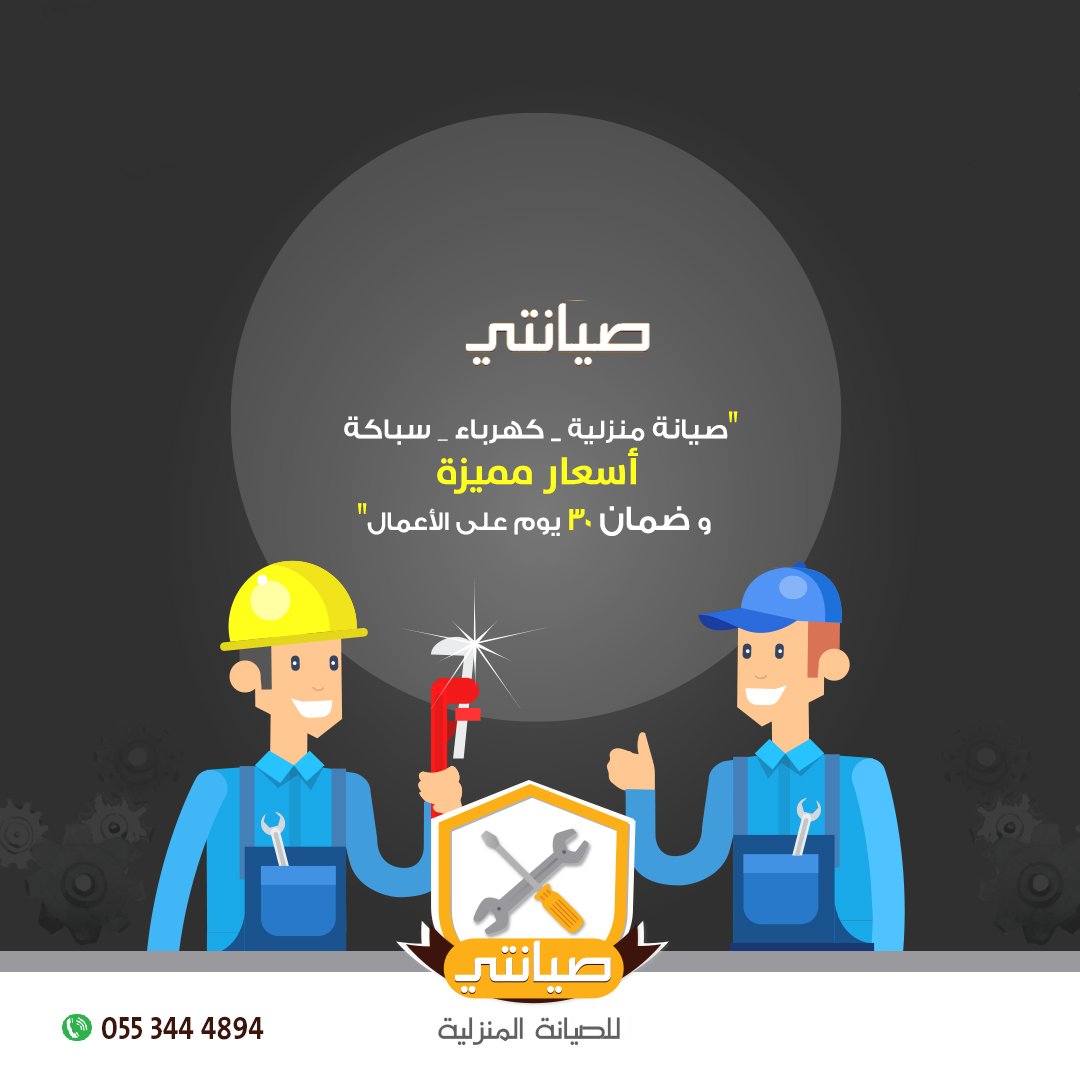 صيانتي
"صيانة منزلية _ كهرباء _ سباكة
أسعار مميزة
و ضمان ٣٠ يوم على الأعمال"
صيانتي
للصيانة المنزلية
055 344 4894